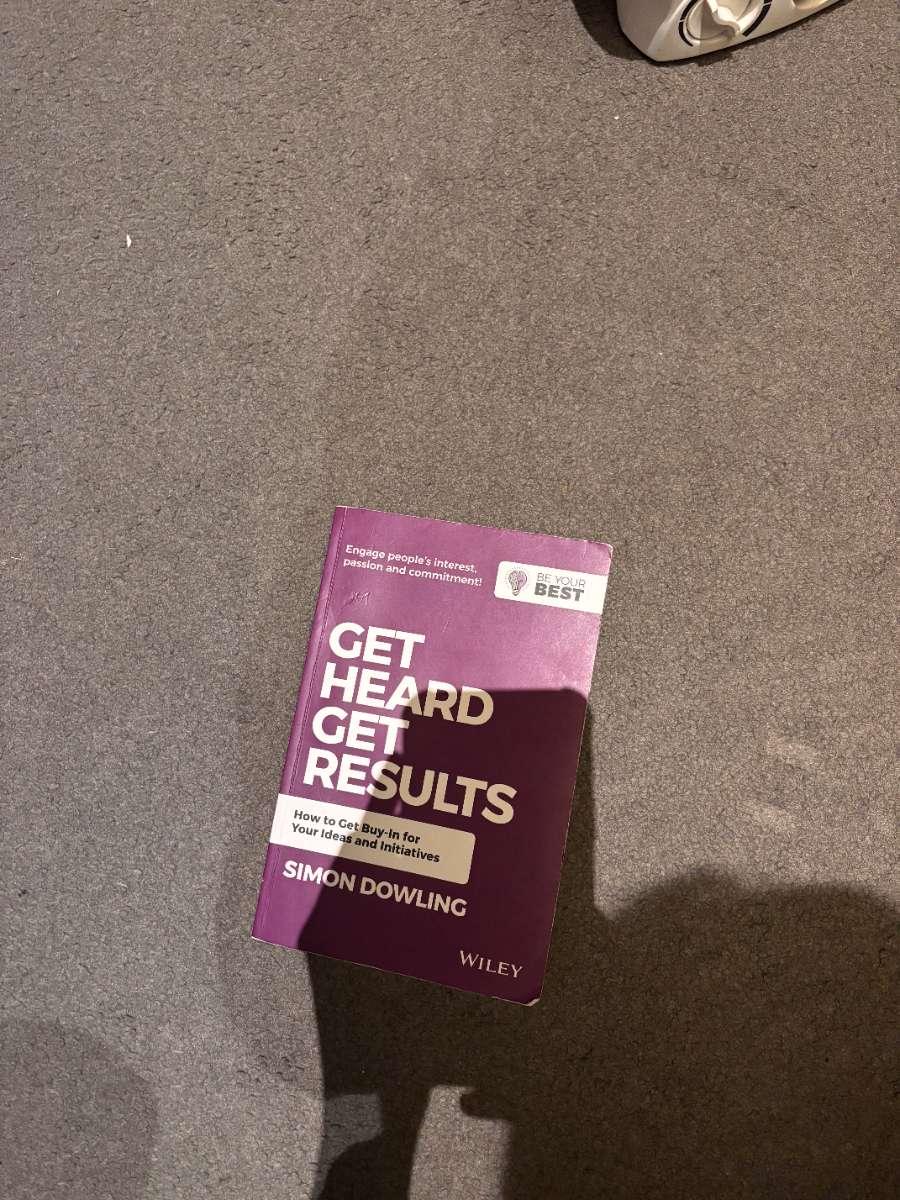 Engage people's interest,
passion and commitment!
BE YOUR
BEST
GET
HEARD
GET
RESULTS
How to Get Buy-In for
Your Ideas and Initiatives
SIMON DOWLING
WILEY